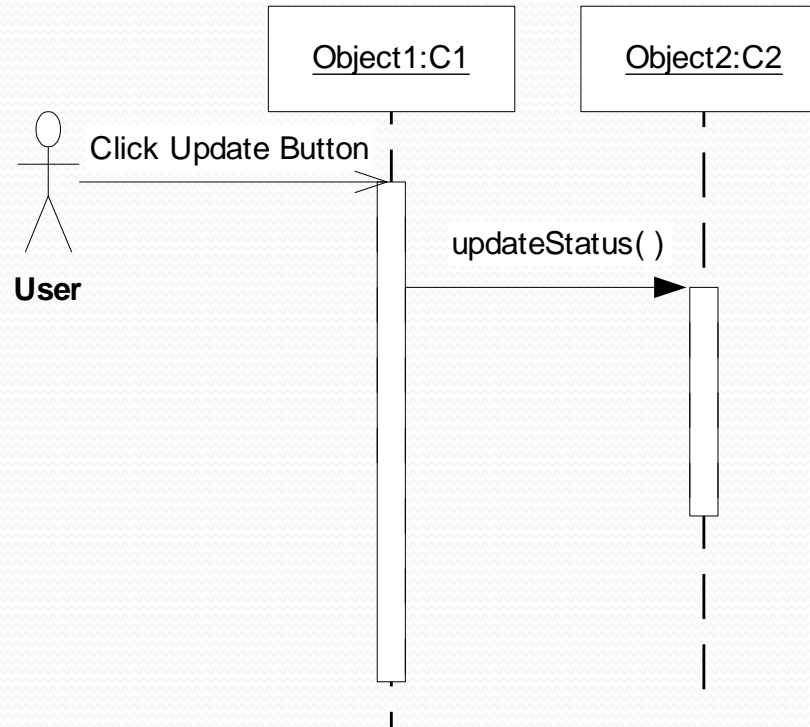 Object1:C1
Object2:C2
Click Update Button
updateStatus( )
User